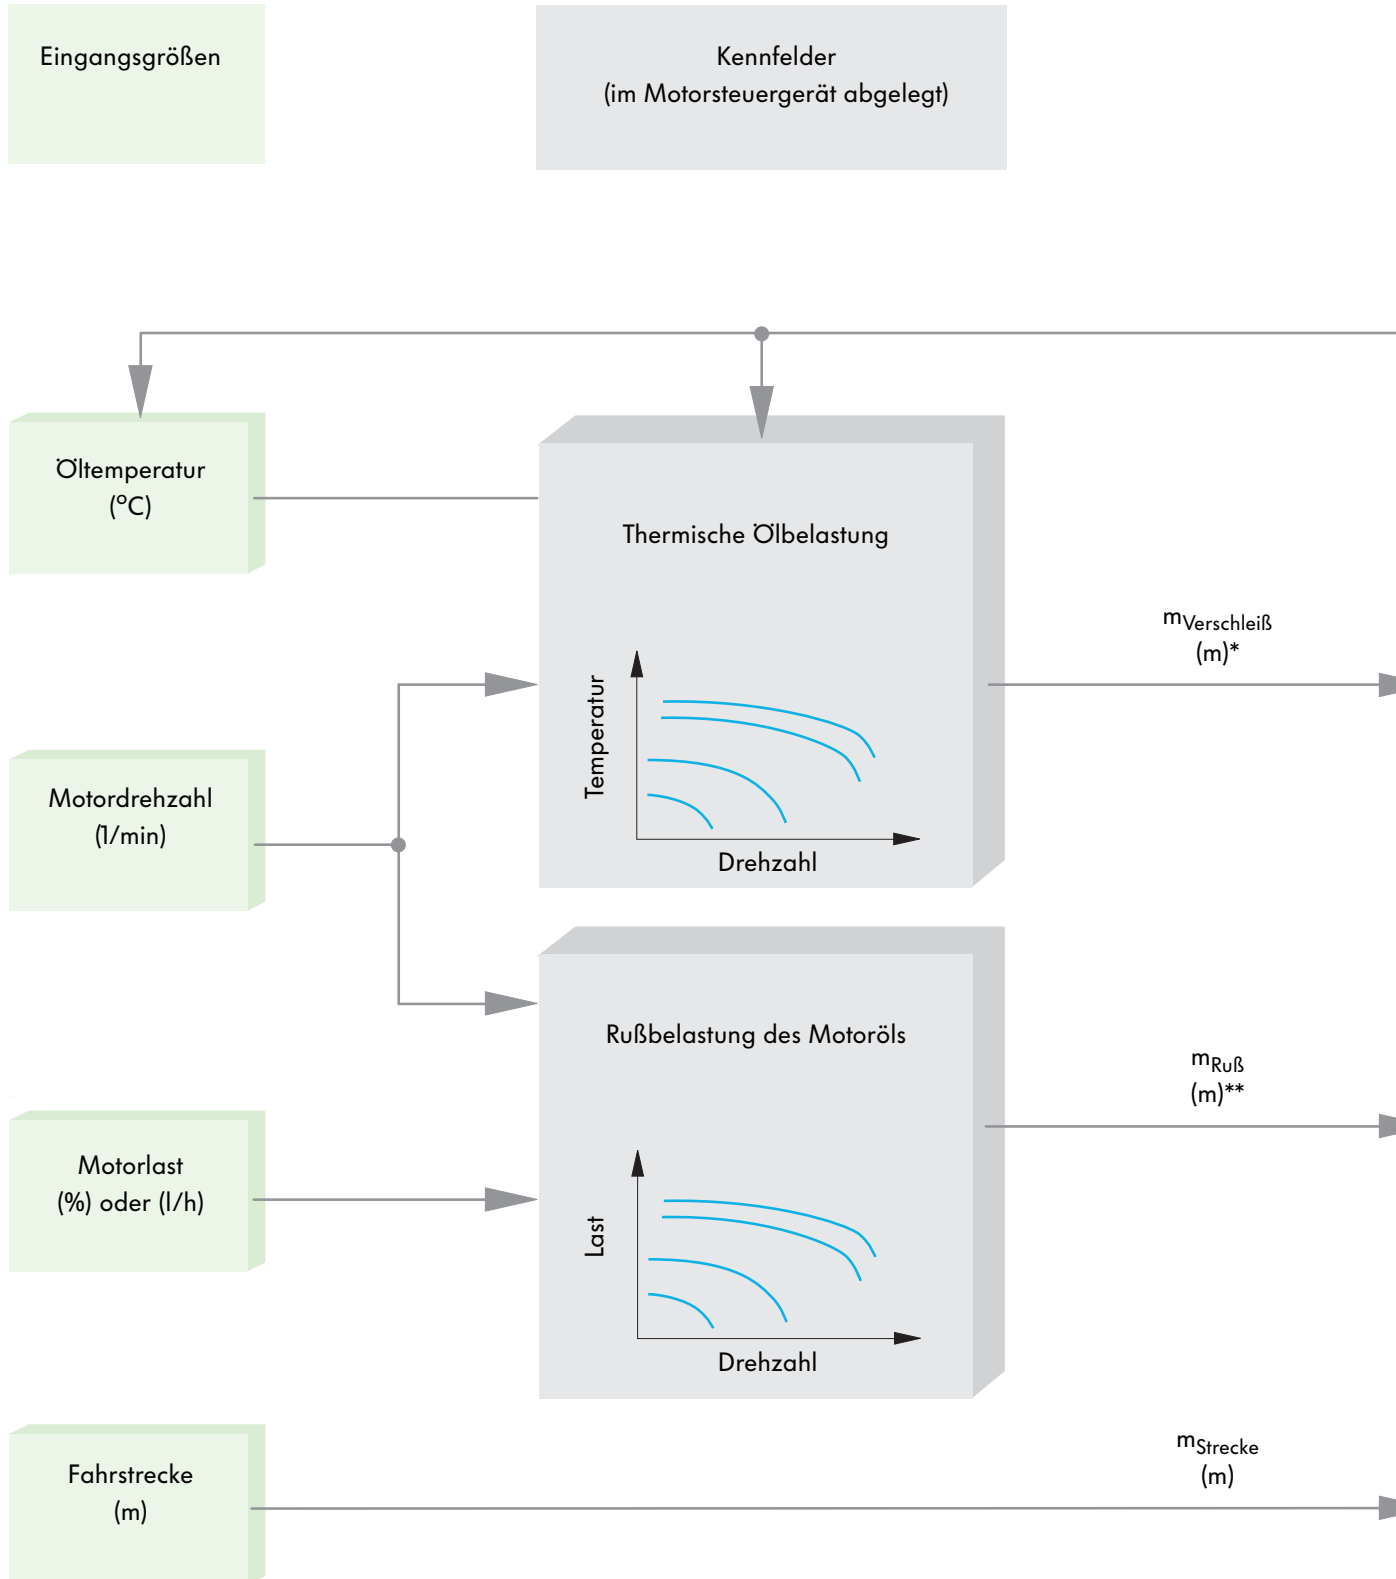 Eingangsgrößen
Kennfelder
(im Motorsteuergerät abgelegt)
Öltemperatur
(°C)
Thermische Ölbelastung
Temperatur
Drehzahl
mVerschleiß
(m)*
Motordrehzahl
(1/min)
Rußbelastung des Motoröls
Last
Drehzahl
mRuß
(m)**
Motorlast
(%) oder (l/h)
Fahrstrecke
(m)
mStrecke
(m)